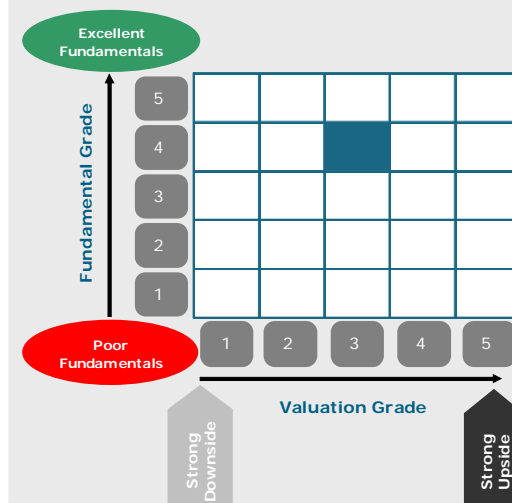 Excellent
Fundamentals
Fundamental Grade
5
4
3
2
1
Poor
Fundamentals
1
2
3
4
5
Valuation Grade
Strong
Downside
Strong
Upside